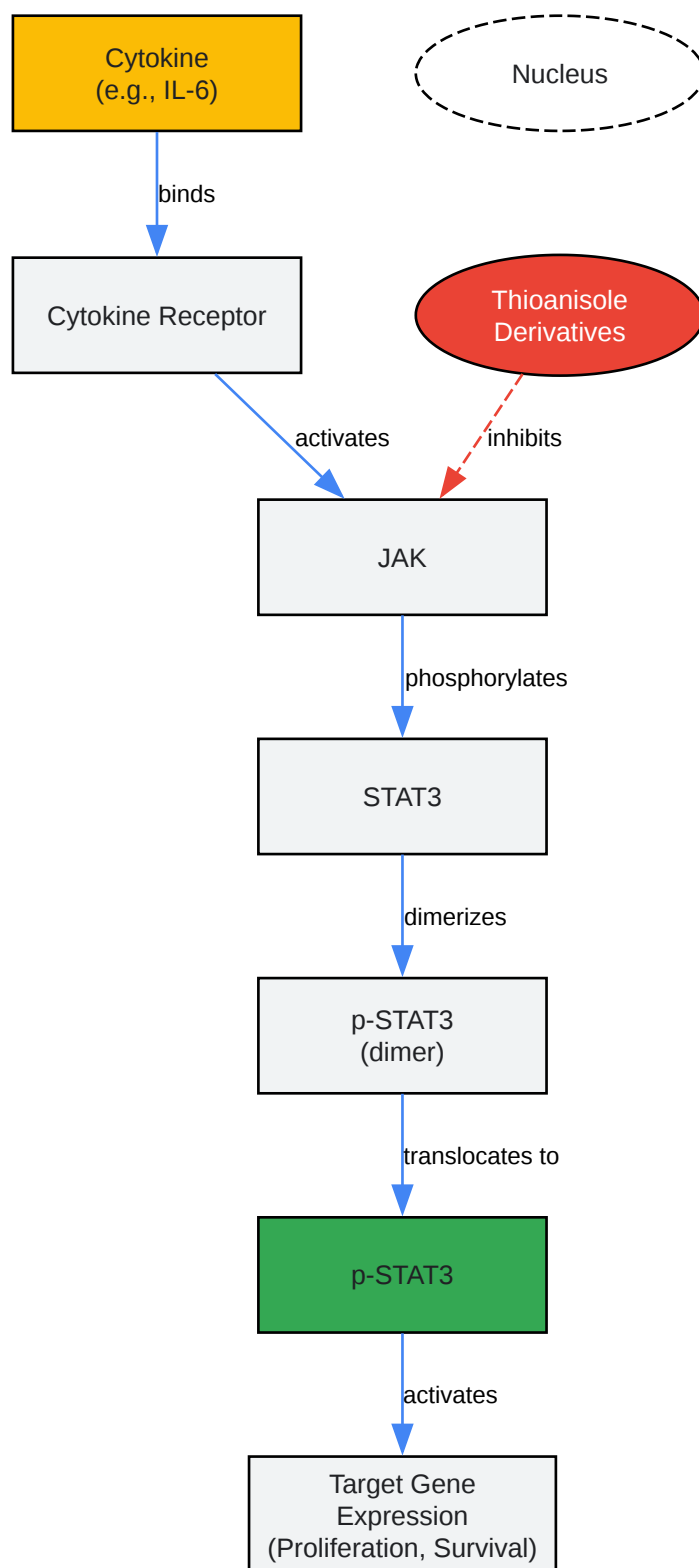 Cytokine
(e.g., IL-6)
Nucleus
binds
Cytokine Receptor
Thioanisole
Derivatives
activates
inhibits
JAK
phosphorylates
STAT3
dimerizes
p-STAT3
(dimer)
translocates to
p-STAT3
activates
Target Gene
Expression
(Proliferation, Survival)